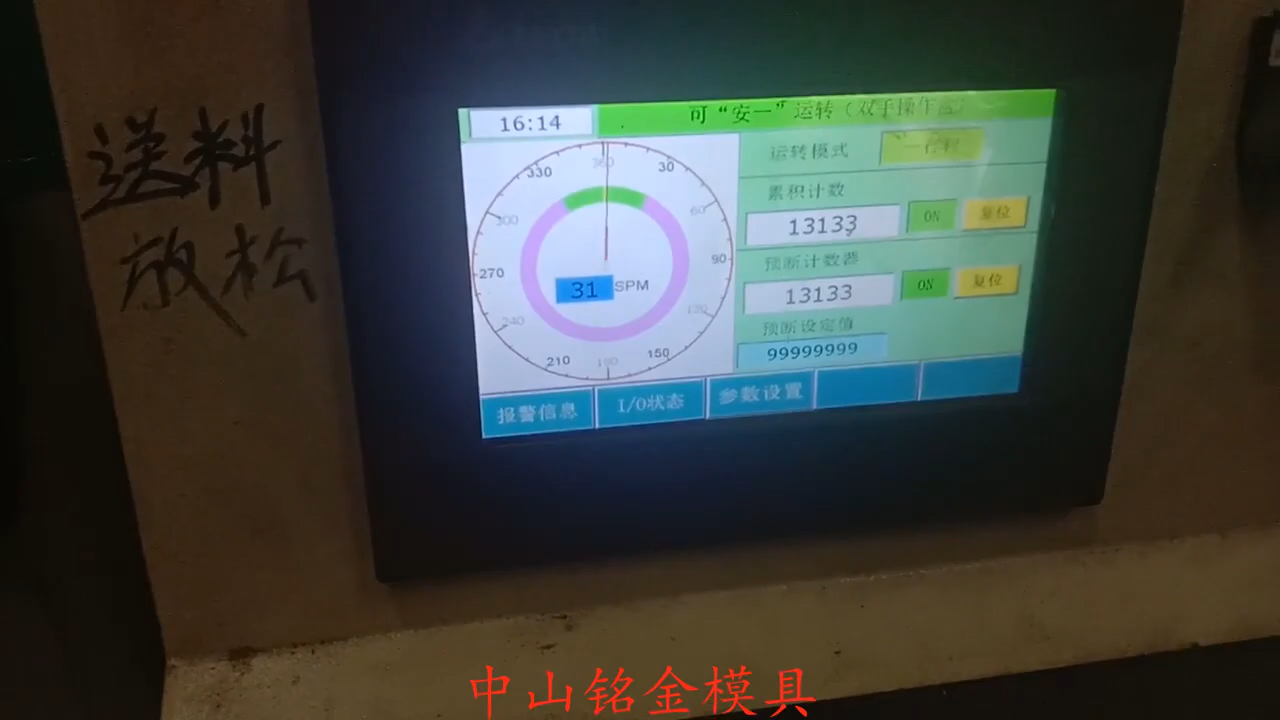 送料
放松
16:14
可“安一”运转（双手操作
运转模式
一行程
累积计数
13133
ON
复位
预断计数器
13133
ON
复位
预断设定值
99999999
360
30
60
90
120
150
180
210
240
270
300
330
31
SPM
报警信息
I/O状态
参数设置
中山铭金模具